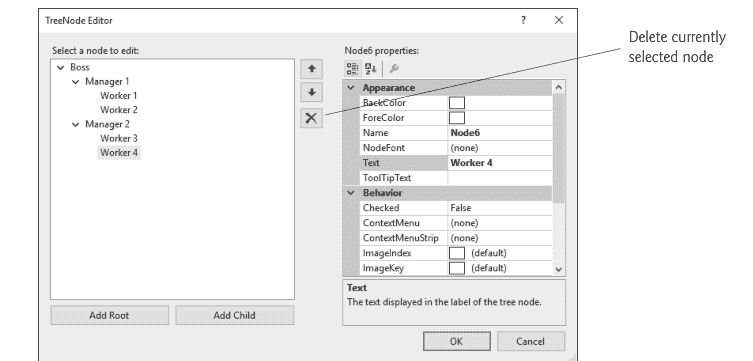 TreeNode Editor
?
Delete currently
selected node
Select a node to edit:
Boss
Manager 1
Worker 1
Worker 2
Manager 2
Worker 3
Worker 4
Add Root
Add Child
Node6 properties:
Appearance
BackColor
ForeColor
Name Node6
NodeFont (none)
Text Worker 4
ToolTipText
Behavior
Checked False
ContextMenu (none)
ContextMenuStrip (none)
ImageIndex (default)
ImageKey (default)
Text
The text displayed in the label of the tree node.
OK
Cancel